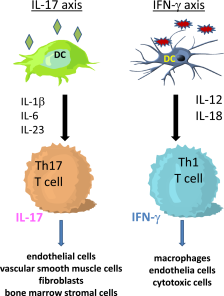 IL-17 axis
DC
IL-1β
IL-6
IL-23
Th17
T cell
IL-17
endothelial cells
vascular smooth muscle cells
fibroblasts
bone marrow stromal cells
IFN-γ axis
DC
IL-12
IL-18
Th1
T cell
IFN-γ
macrophages
endothelia cells
cytotoxic cells